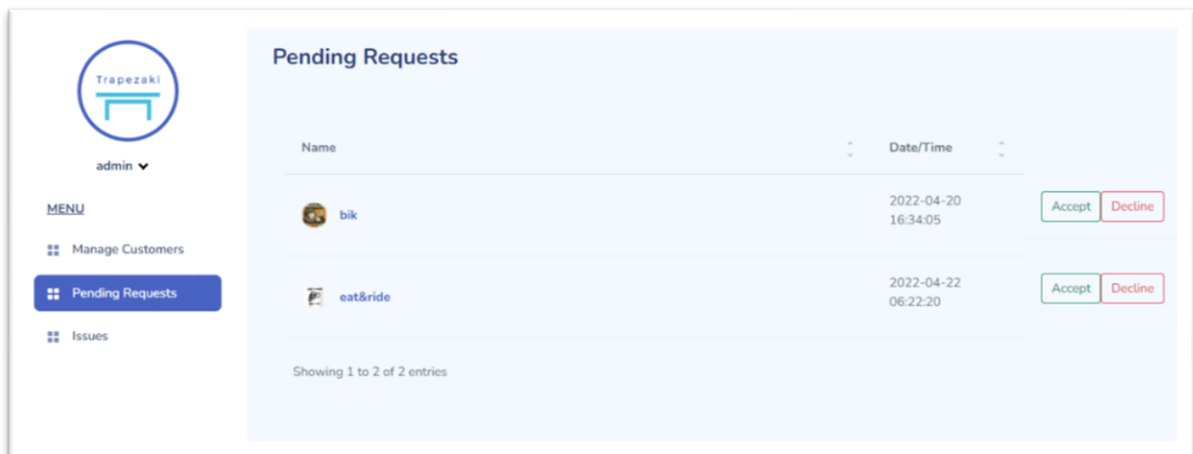 Trapezaki
admin
MENU
Manage Customers
Pending Requests
Issues
Pending Requests
Name Date/Time
bik 2022-04-20
16:34:05 Accept Decline
eat&ride 2022-04-22
06:22:20 Accept Decline
Showing 1 to 2 of 2 entries